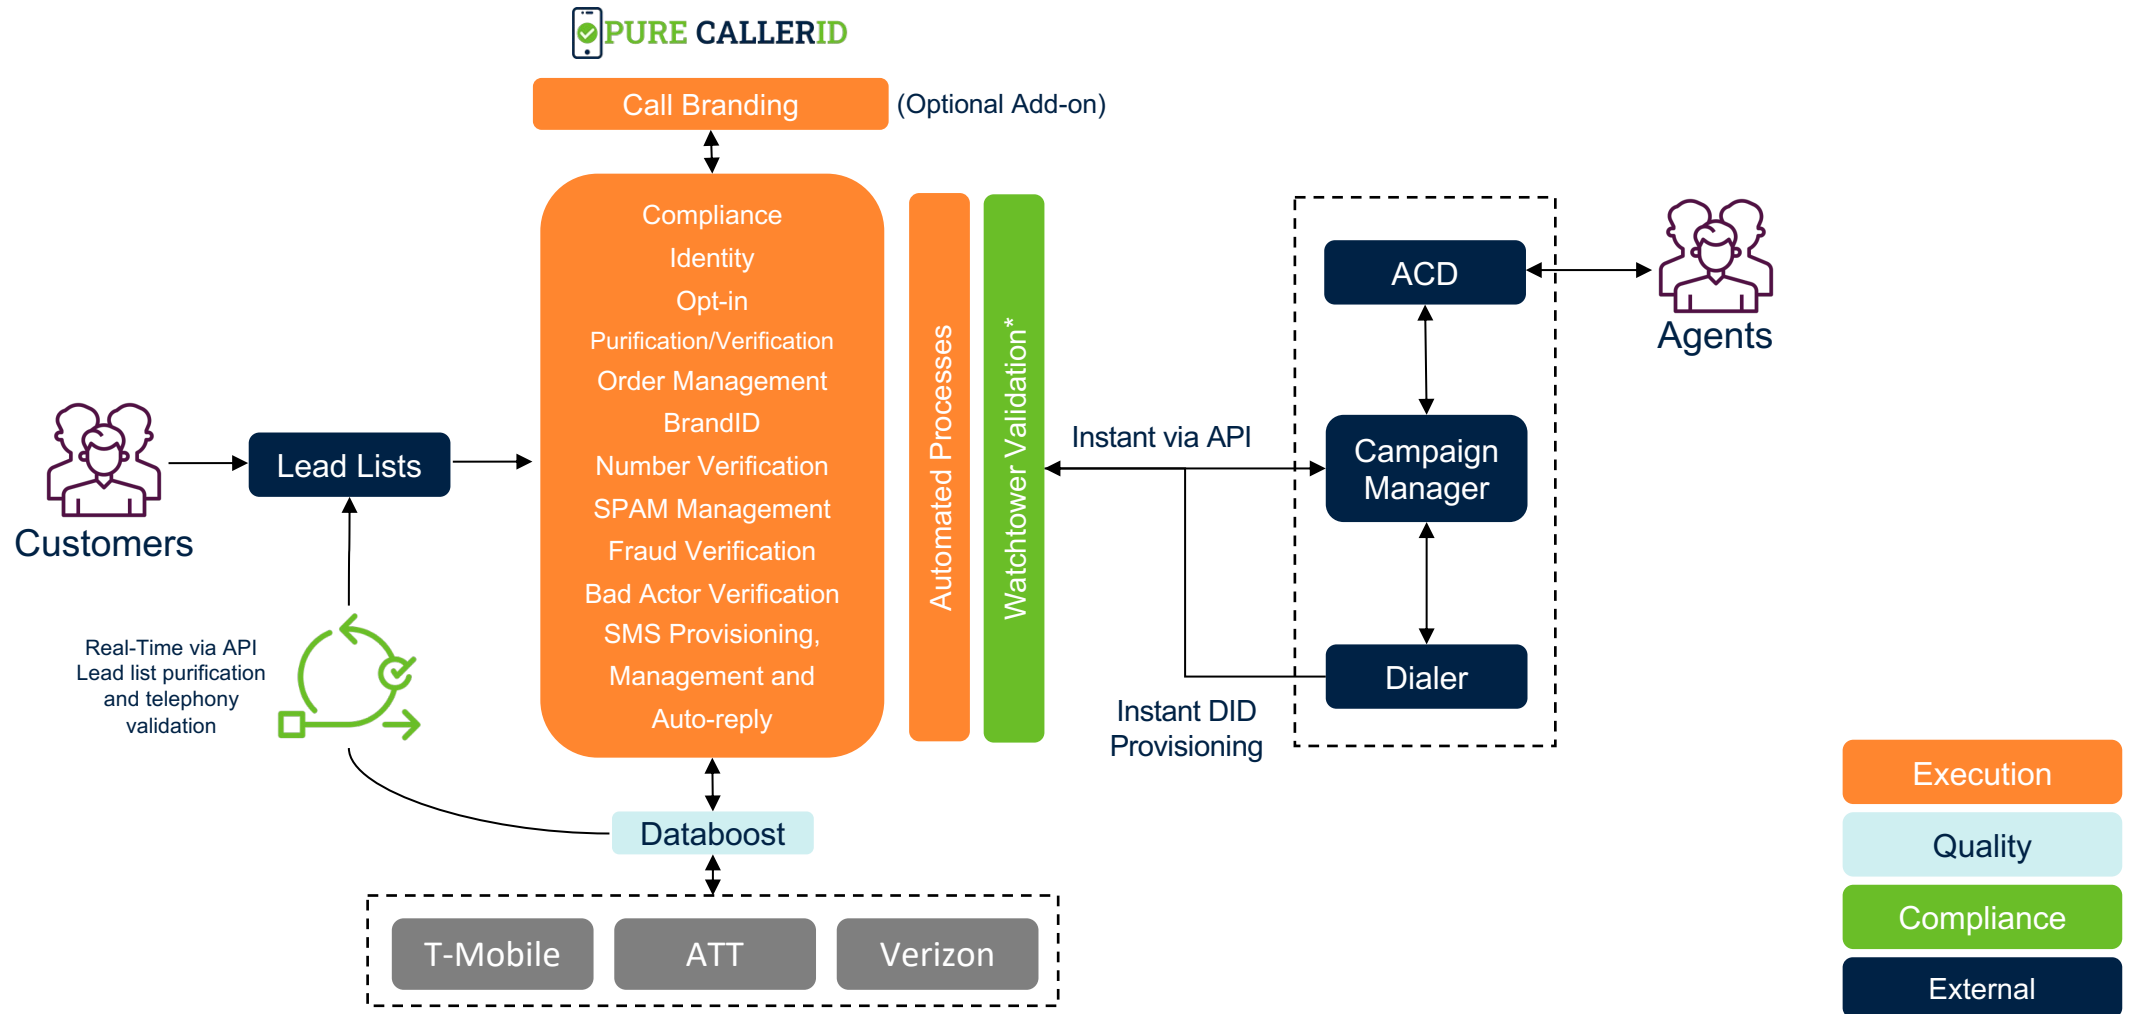 PURE CALLERID
Call Branding
(Optional Add-on)
Compliance
Identity
Opt-in
Purification/Verification
Order Management
BrandID
Number Verification
SPAM Management
Fraud Verification
Bad Actor Verification
SMS Provisioning,
Management and
Auto-reply
Automated Processes
Watchtower Validation*
Customers
Lead Lists
Real-Time via API
Lead list purification
and telephony
validation
Databoost
T-Mobile
ATT
Verizon
Instant via API
Instant DID
Provisioning
ACD
Campaign
Manager
Dialer
Agents
Execution
Quality
Compliance
External